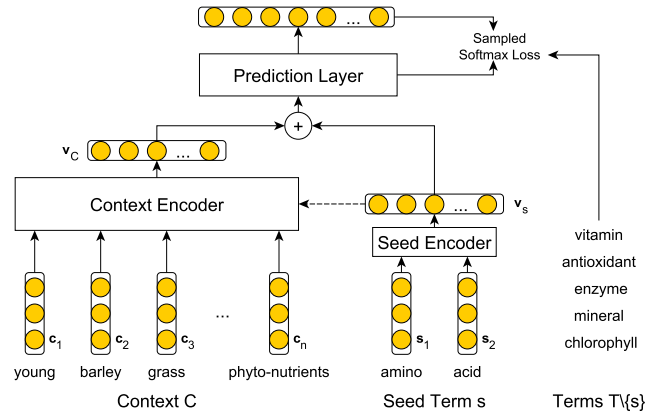 ...
Sampled
Softmax Loss
Prediction Layer
+
v_C
...
Context Encoder
...
v_s
Seed Encoder
vitamin
antioxidant
enzyme
mineral
chlorophyll
c_1 c_2 c_3 ... c_n s_1 s_2
young barley grass phyto-nutrients amino acid
Context C Seed Term s Terms T\{s}